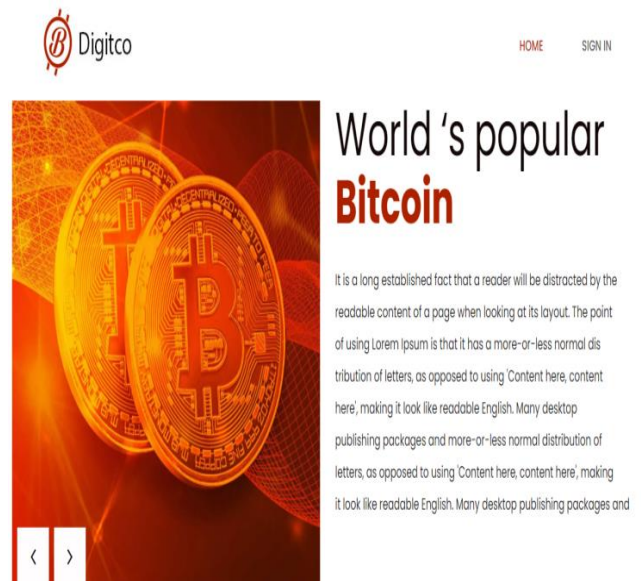 Digitco
HOME SIGN IN
World ‘s popular
Bitcoin
It is a long established fact that a reader will be distracted by the
readable content of a page when looking at its layout. The point
of using Lorem Ipsum is that it has a more-or-less normal dis
tribution of letters, as opposed to using 'Content here, content
here', making it look like readable English. Many desktop
publishing packages and more-or-less normal distribution of
letters, as opposed to using 'Content here, content here', making
it look like readable English. Many desktop publishing packages and
DECENTRALIZED
DECENTRALIZED